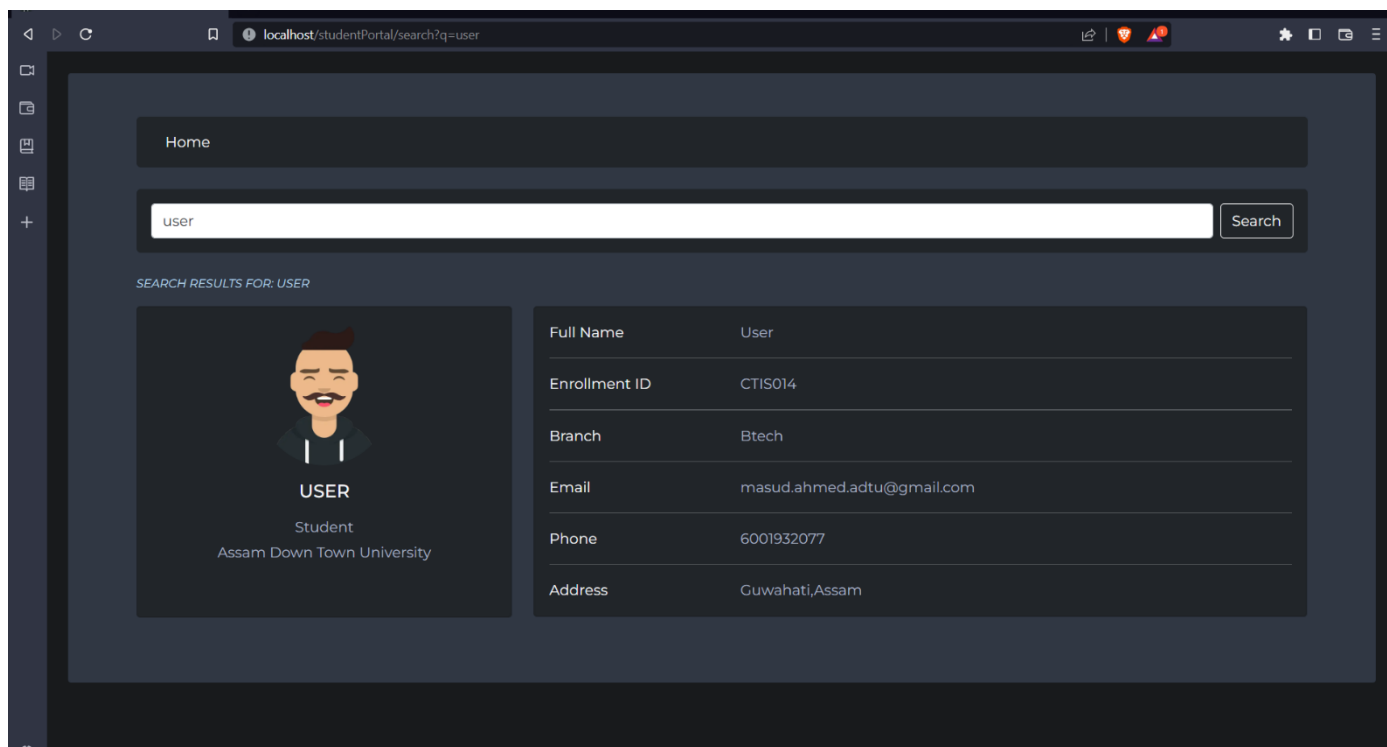 localhost/studentPortal/search?q=user
Home
user
Search
SEARCH RESULTS FOR: USER
USER
Student
Assam Down Town University
Full Name User
Enrollment ID CTIS014
Branch Btech
Email masud.ahmed.adtu@gmail.com
Phone 6001932077
Address Guwahati,Assam